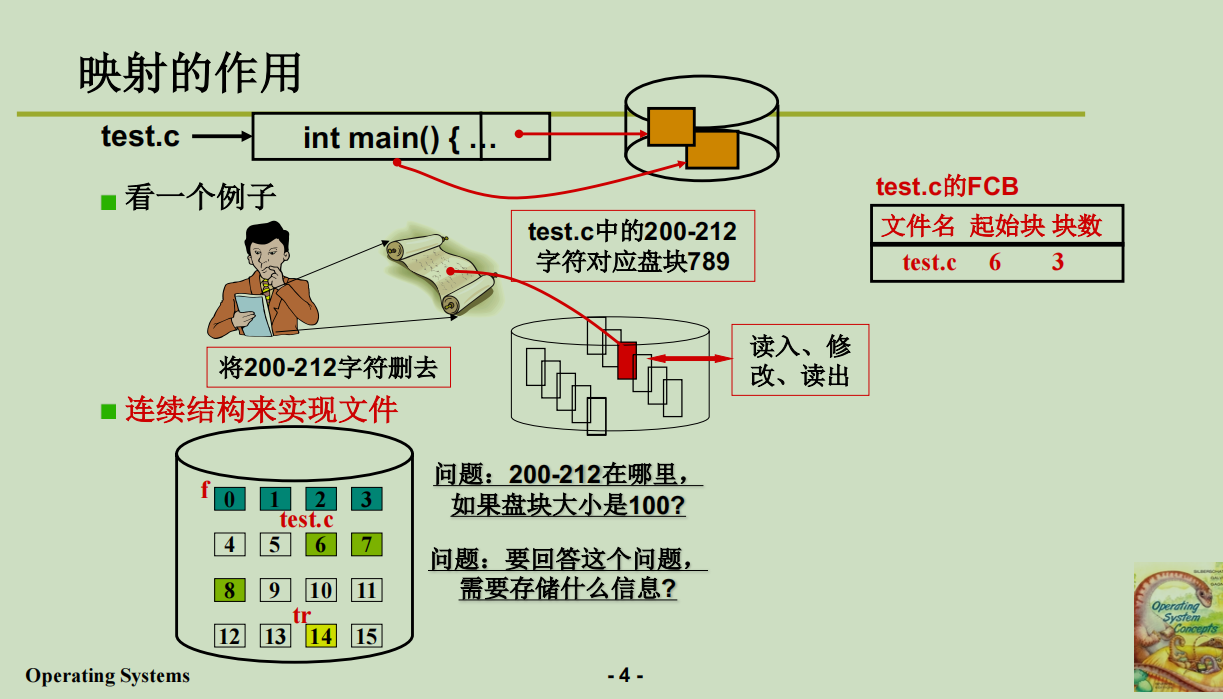 映射的作用
test.c
int main() { …
test.c的FCB
文件名 起始块 块数
test.c 6 3
看一个例子
test.c中的200-212
字符对应盘块789
将200-212字符删去
读入、修
改、读出
连续结构来实现文件
f
0 1 2 3
test.c
4 5 6 7
8 9 10 11
tr
12 13 14 15
问题：200-212在哪里，
如果盘块大小是100?
问题：要回答这个问题，
需要存储什么信息?
Operating
System
Concepts
Operating Systems
- 4 -